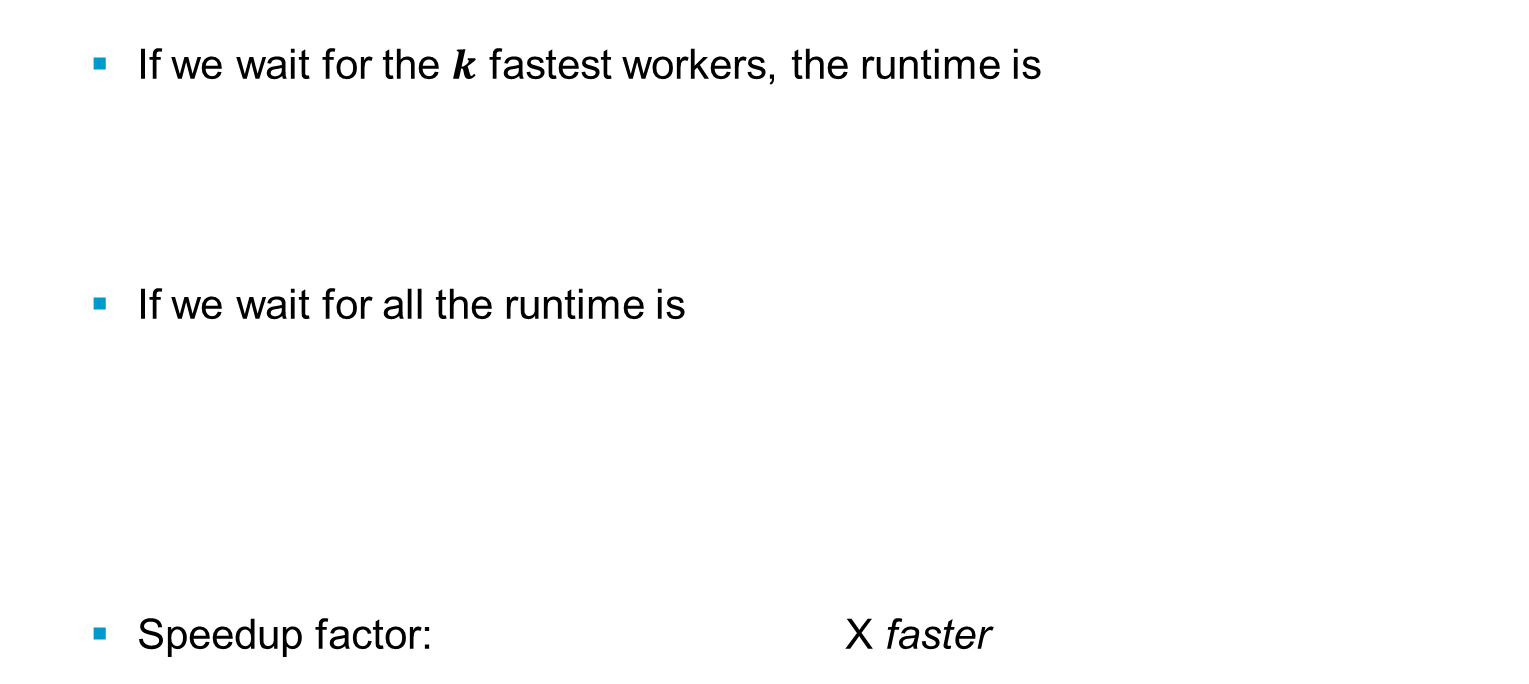 ▪ If we wait for the k fastest workers, the runtime is
▪ If we wait for all the runtime is
▪ Speedup factor: X faster